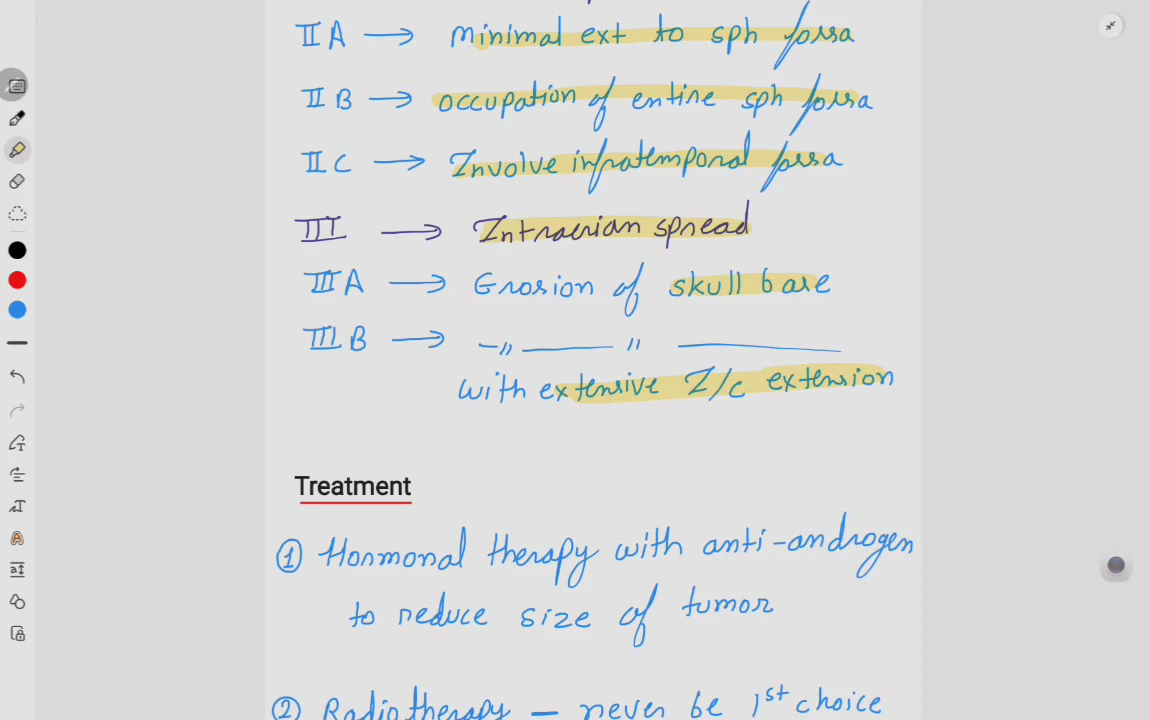 IIA → Minimal ext to sph fossa
IIB → occupation of entire sph fossa
IIC → Involve infratemporal fossa
III → Intracrian spread
IIIA → Erosion of skull base
IIIB → —"———"———
with extensive I/c extension
Treatment
① Hormonal therapy with anti-androgen
to reduce size of tumor
② Radiotherapy — never be 1st choice